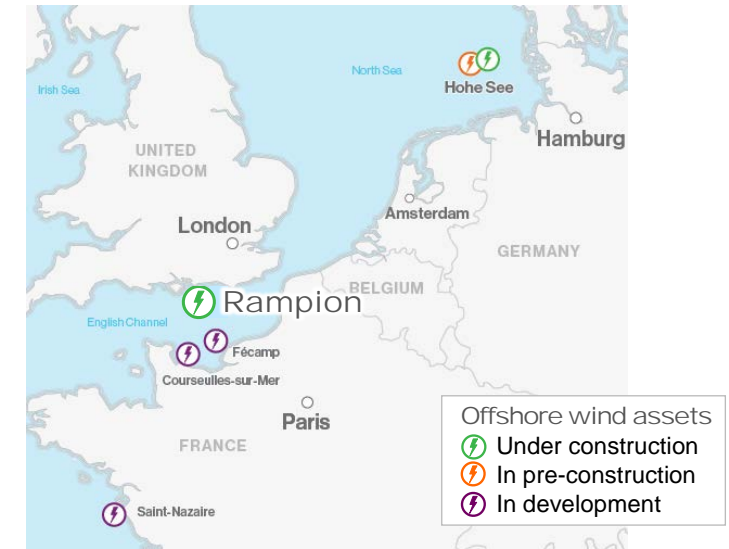 North Sea
Irish Sea
Hohe See
Hamburg
UNITED
KINGDOM
Amsterdam
London
GERMANY
BELGIUM
Rampion
English Channel
Fécamp
Courseulles-sur-Mer
Paris
Offshore wind assets
Under construction
FRANCE
In pre-construction
In development
Saint-Nazaire